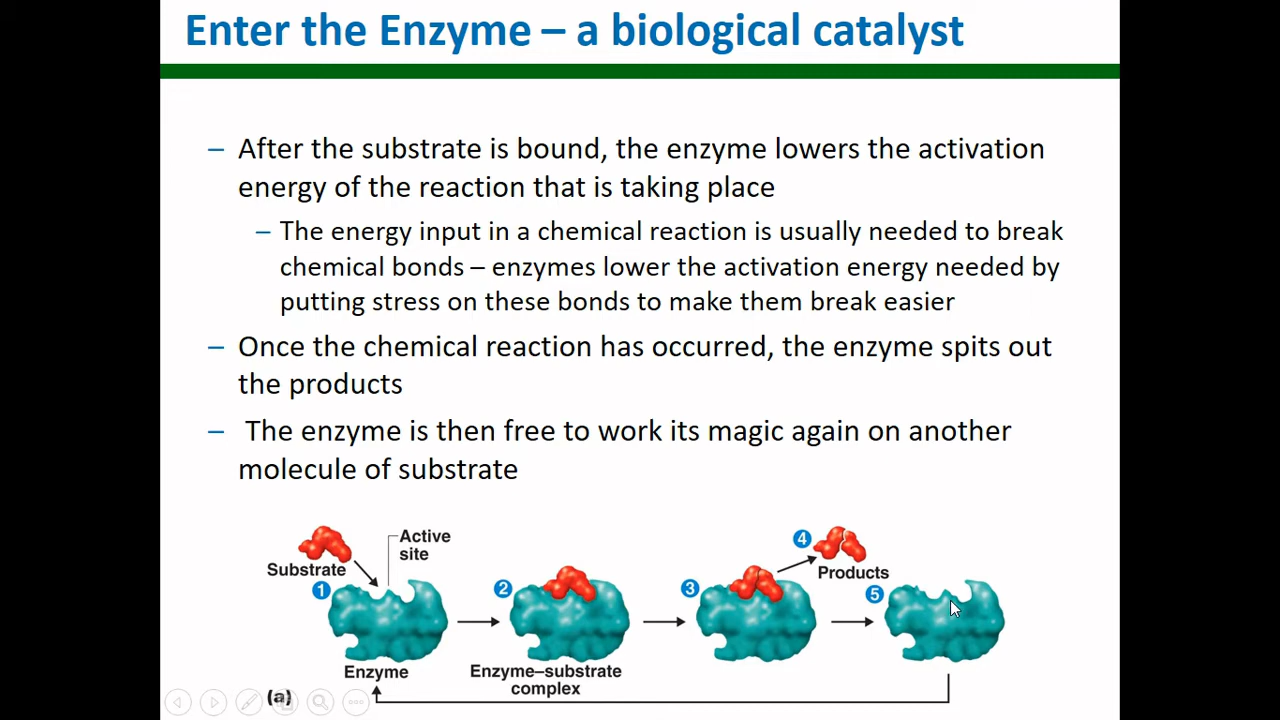 Enter the Enzyme – a biological catalyst
– After the substrate is bound, the enzyme lowers the activation
energy of the reaction that is taking place
– The energy input in a chemical reaction is usually needed to break
chemical bonds – enzymes lower the activation energy needed by
putting stress on these bonds to make them break easier
– Once the chemical reaction has occurred, the enzyme spits out
the products
– The enzyme is then free to work its magic again on another
molecule of substrate
Substrate
Active
site
1
Enzyme
2
Enzyme–substrate
complex
3
4
Products
5
(a)